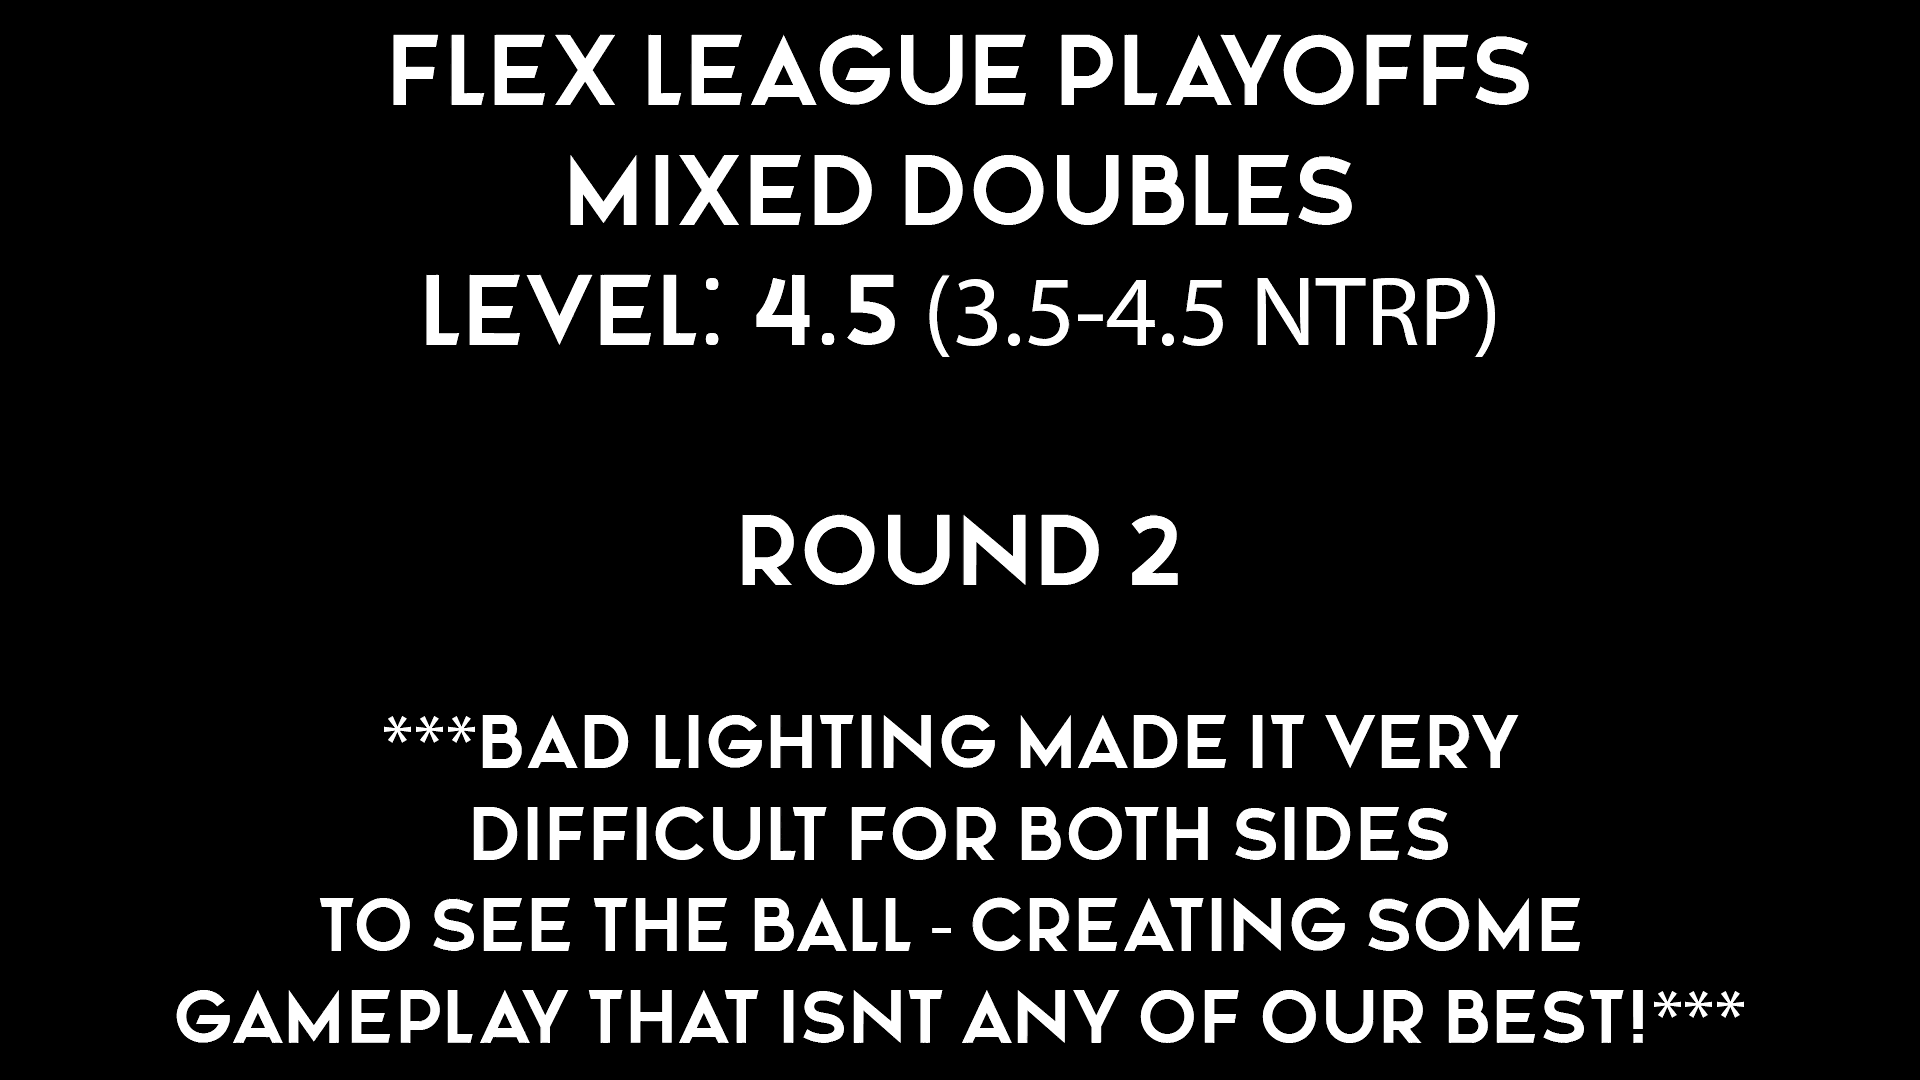 FLEX LEAGUE PLAYOFFS
MIXED DOUBLES
LEVEL: 4.5 (3.5-4.5 NTRP)
ROUND 2
***BAD LIGHTING MADE IT VERY
DIFFICULT FOR BOTH SIDES
TO SEE THE BALL - CREATING SOME
GAMEPLAY THAT ISNT ANY OF OUR BEST!***